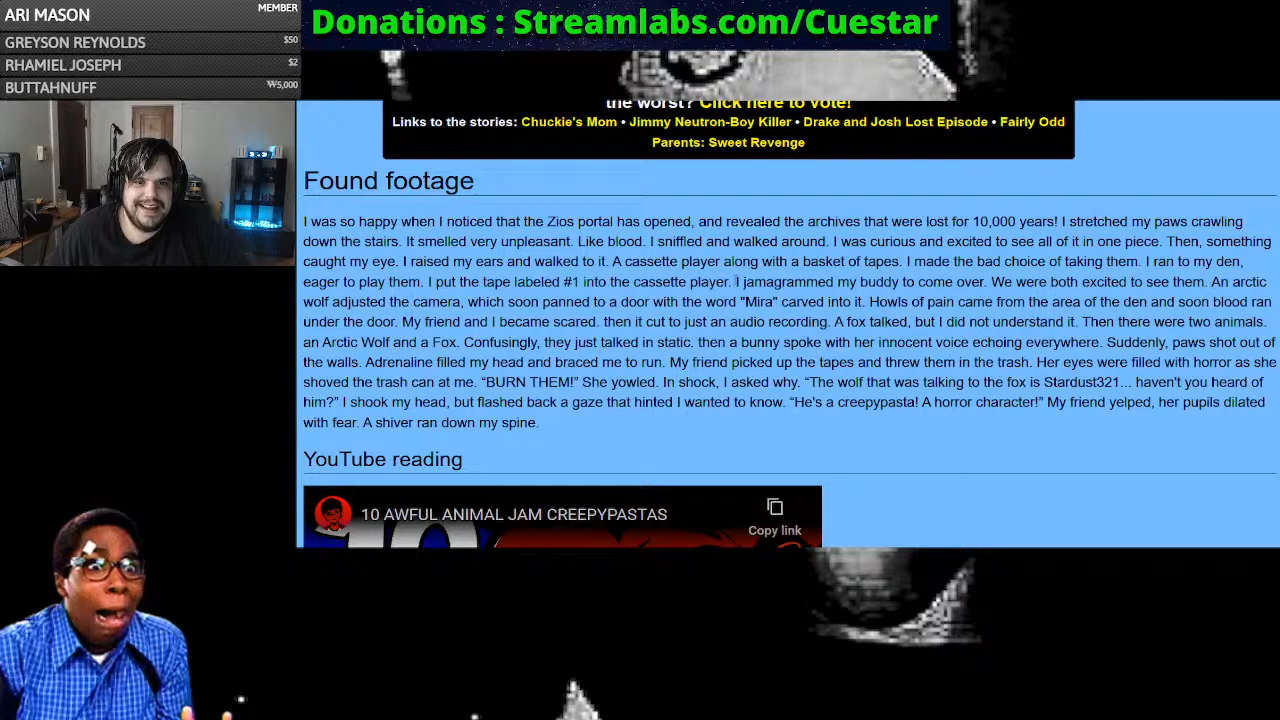 ARI MASON
MEMBER
GREYSON REYNOLDS
$50
RHAMIEL JOSEPH
$2
BUTTAHNUFF
₩5,000
Donations : Streamlabs.com/Cuestar
the worst? Click here to vote!
Links to the stories: Chuckie's Mom • Jimmy Neutron-Boy Killer • Drake and Josh Lost Episode • Fairly Odd
Parents: Sweet Revenge
Found footage
I was so happy when I noticed that the Zios portal has opened, and revealed the archives that were lost for 10,000 years! I stretched my paws crawling
down the stairs. It smelled very unpleasant. Like blood. I sniffled and walked around. I was curious and excited to see all of it in one piece. Then, something
caught my eye. I raised my ears and walked to it. A cassette player along with a basket of tapes. I made the bad choice of taking them. I ran to my den,
eager to play them. I put the tape labeled #1 into the cassette player. I jamagrammed my buddy to come over. We were both excited to see them. An arctic
wolf adjusted the camera, which soon panned to a door with the word "Mira" carved into it. Howls of pain came from the area of the den and soon blood ran
under the door. My friend and I became scared. then it cut to just an audio recording. A fox talked, but I did not understand it. Then there were two animals.
an Arctic Wolf and a Fox. Confusingly, they just talked in static. then a bunny spoke with her innocent voice echoing everywhere. Suddenly, paws shot out of
the walls. Adrenaline filled my head and braced me to run. My friend picked up the tapes and threw them in the trash. Her eyes were filled with horror as she
shoved the trash can at me. “BURN THEM!” She yowled. In shock, I asked why. “The wolf that was talking to the fox is Stardust321... haven't you heard of
him?” I shook my head, but flashed back a gaze that hinted I wanted to know. “He's a creepypasta! A horror character!” My friend yelped, her pupils dilated
with fear. A shiver ran down my spine.
YouTube reading
10 AWFUL ANIMAL JAM CREEPYPASTAS
Copy link